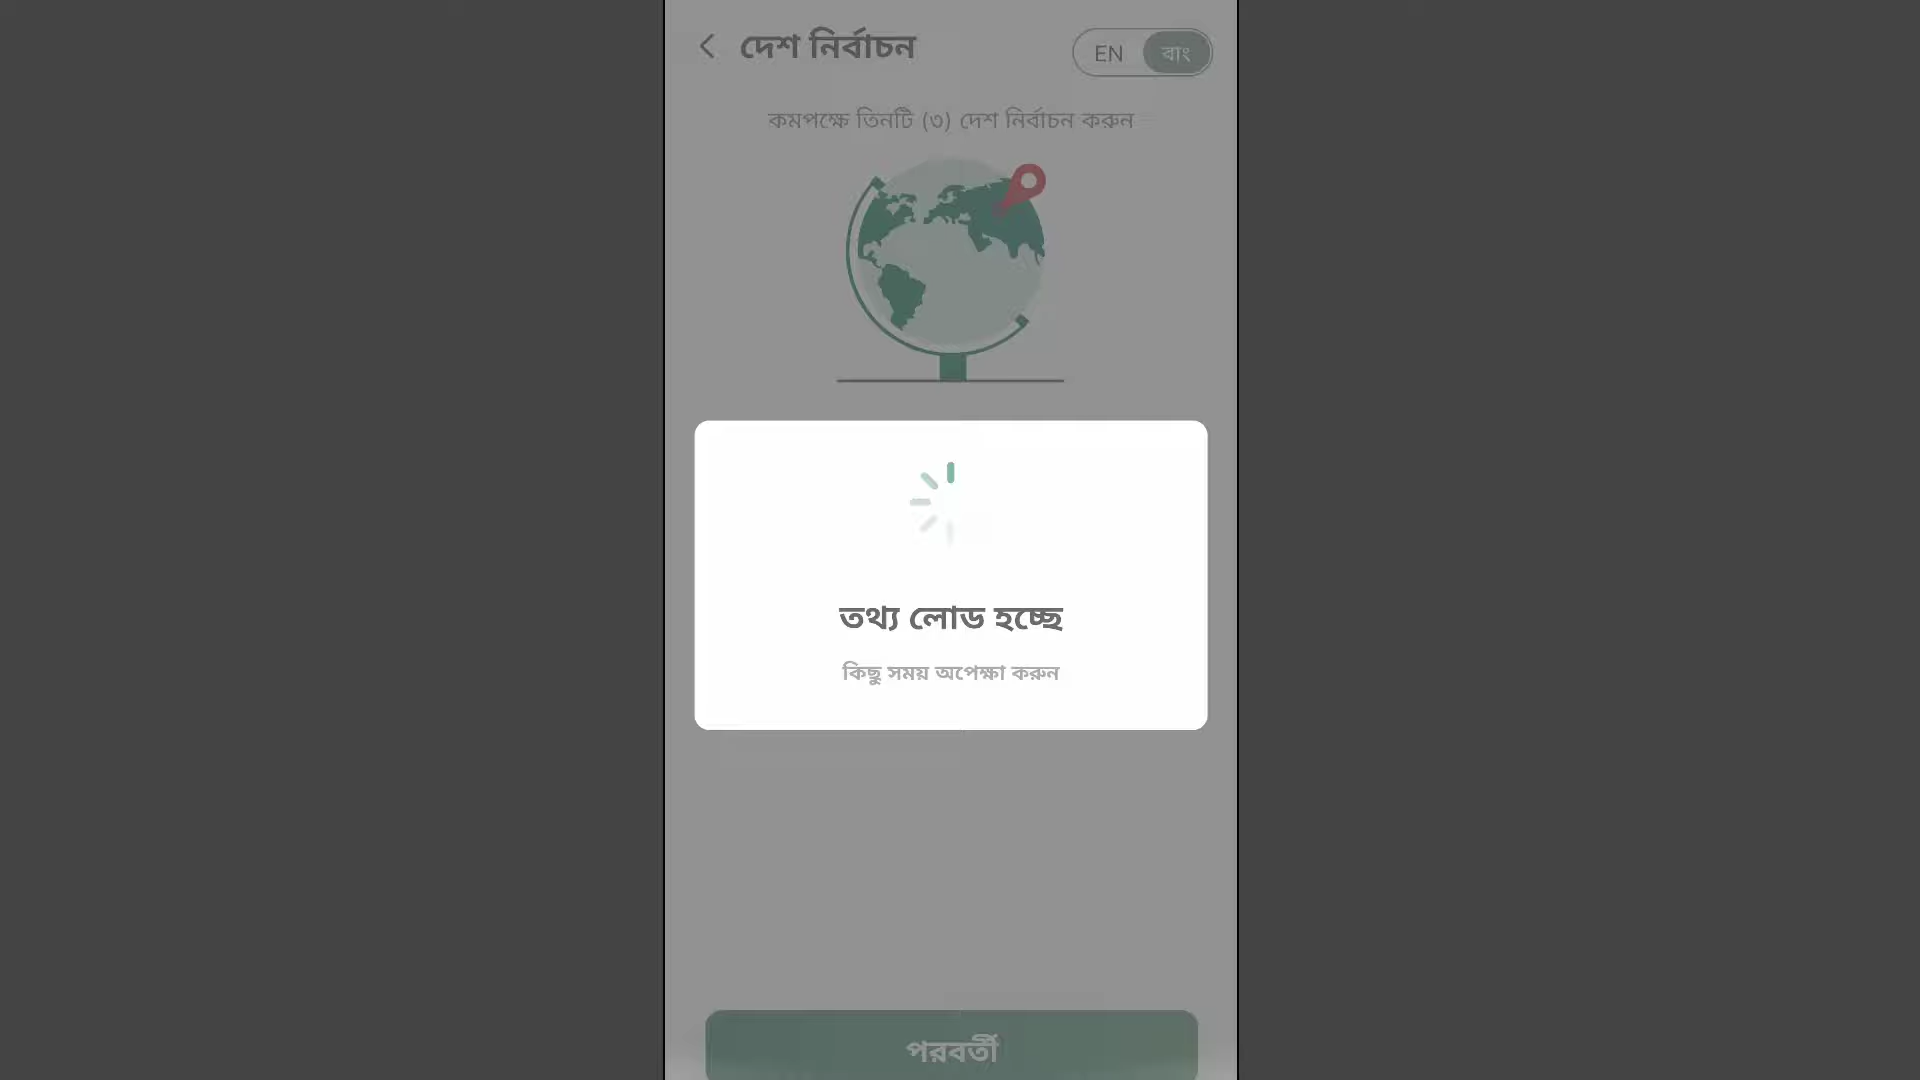 দেশ নির্বাচন
EN বাং
কমপক্ষে তিনটি (৩) দেশ নির্বাচন করুন
তথ্য লোড হচ্ছে
কিছু সময় অপেক্ষা করুন
পরবর্তী